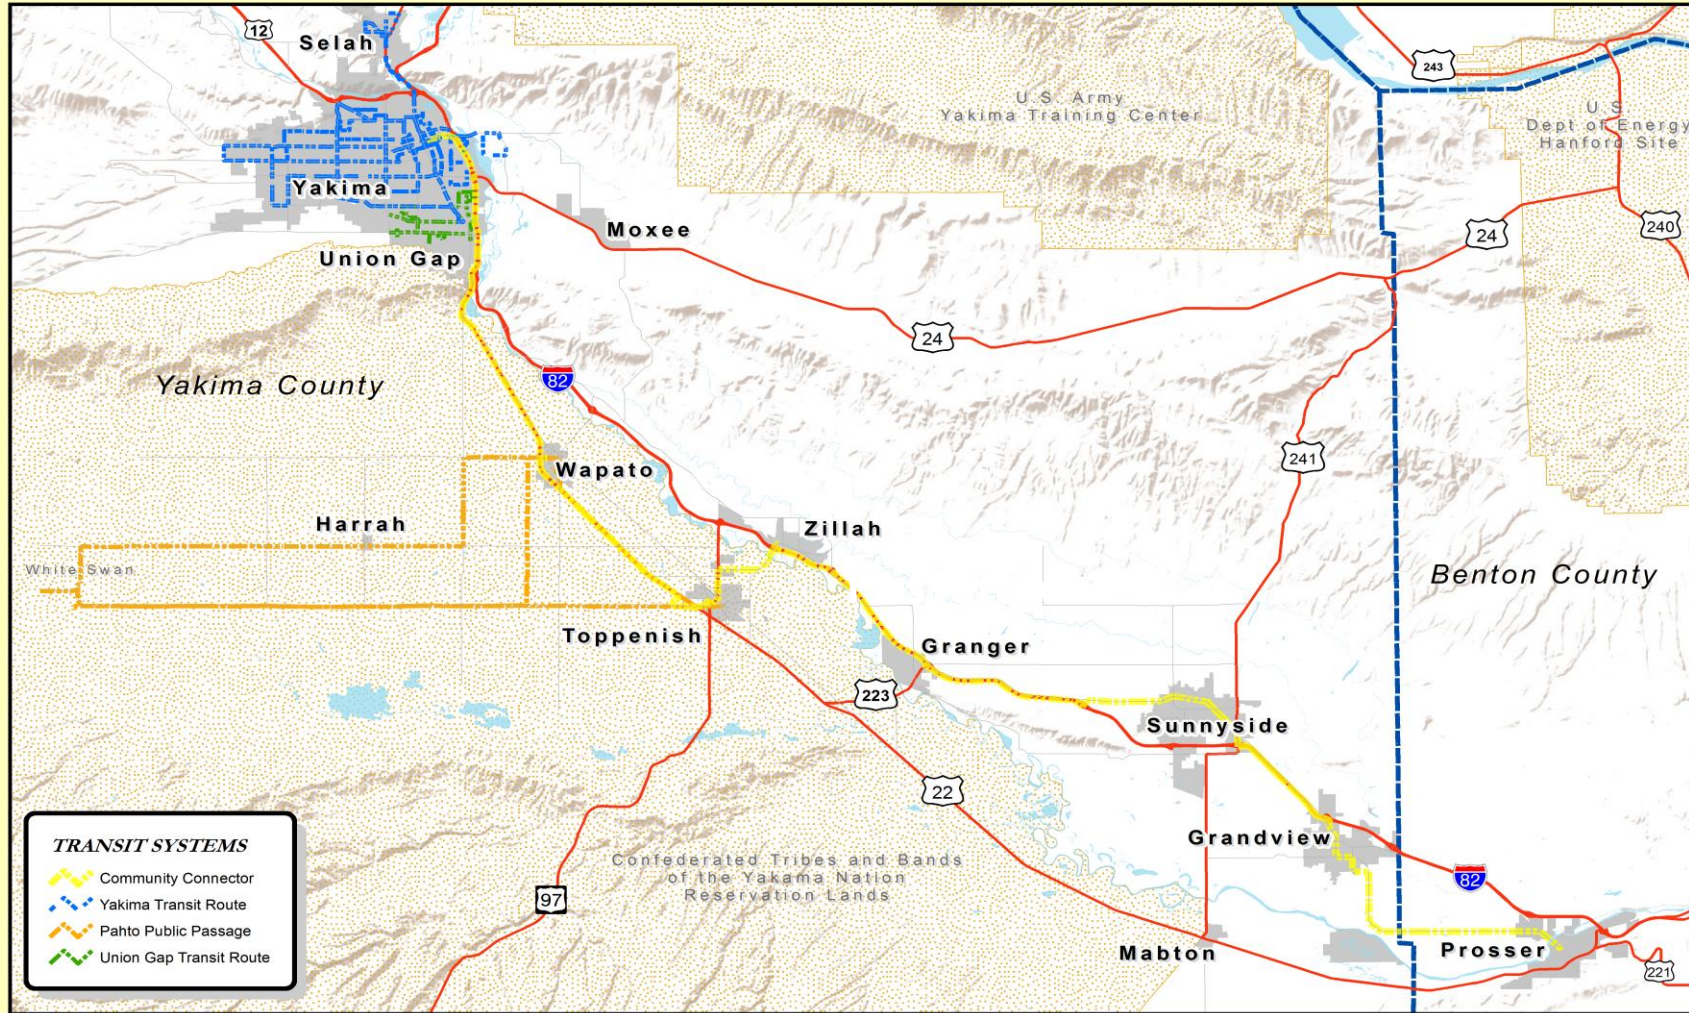 12
Selah
243
U.S. Army
Yakima Training Center
U.S.
Dept of Energy
Hanford Site
Yakima
Moxee
24
240
Union Gap
24
Yakima County
82
241
Wapato
Harrah
Zillah
White Swan
Benton County
Toppenish
Granger
223
Sunnyside
22
Grandview
Confederated Tribes and Bands
of the Yakama Nation
Reservation Lands
82
97
Mabton
Prosser
221
TRANSIT SYSTEMS
Community Connector
Yakima Transit Route
Pahto Public Passage
Union Gap Transit Route